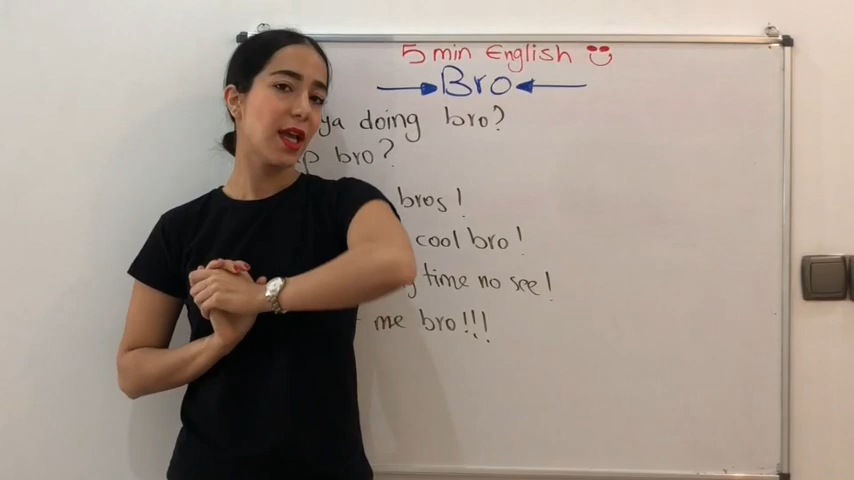 5 min English
Bro
ya doing bro?
bro?
bros!
cool bro!
time no see!
me bro!!!